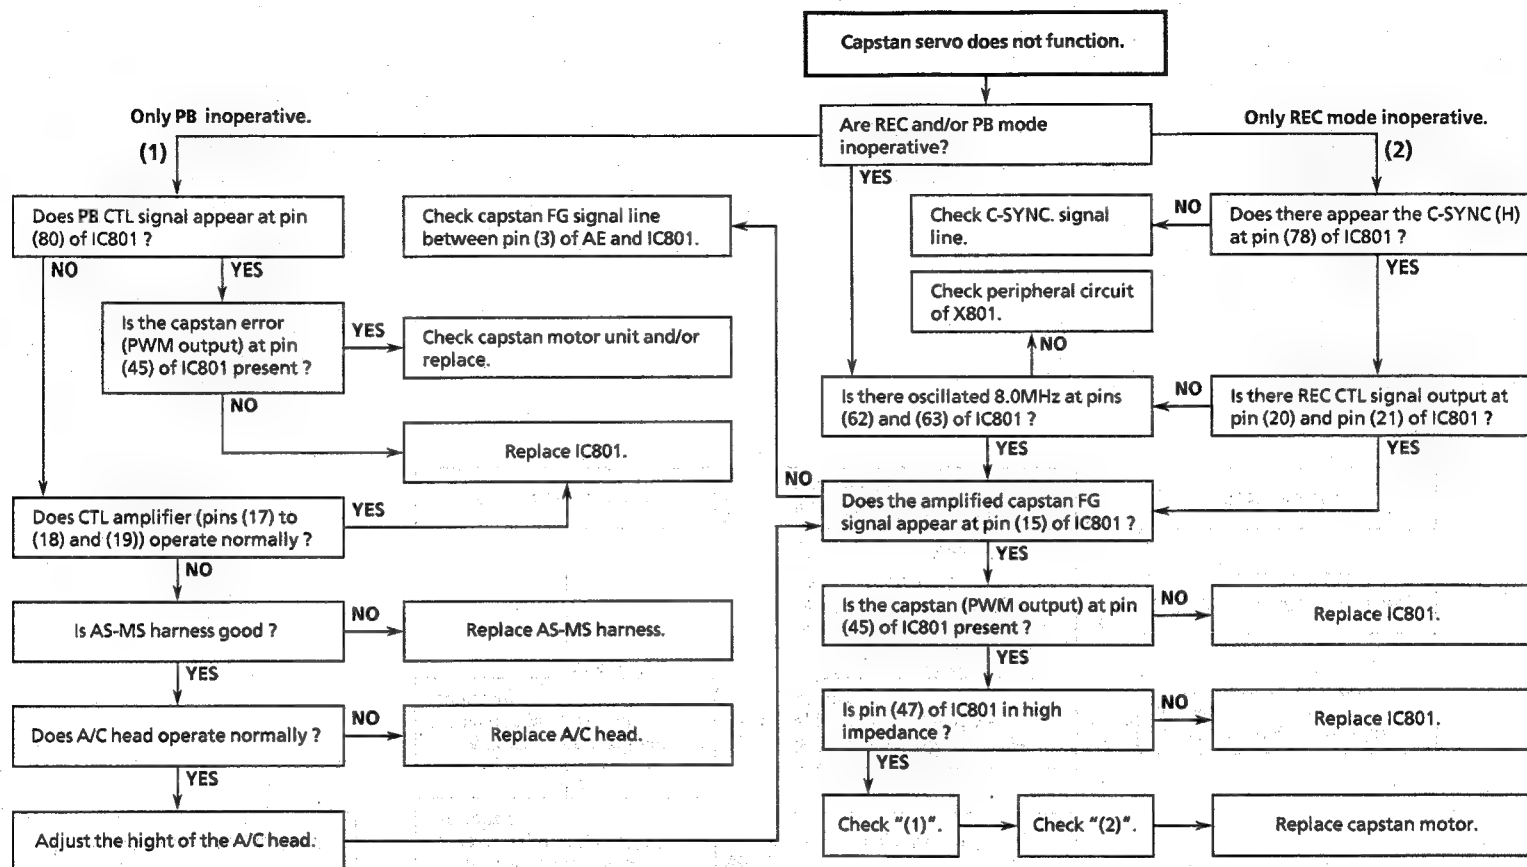 Capstan servo does not function.
Only PB inoperative.
(1)
Are REC and/or PB mode
inoperative?
Only REC mode inoperative.
(2)
YES
Does PB CTL signal appear at pin
(80) of IC801 ?
NO
YES
Check capstan FG signal line
between pin (3) of AE and IC801.
Check C-SYNC. signal
line.
NO
Does there appear the C-SYNC (H)
at pin (78) of IC801 ?
YES
Is the capstan error
(PWM output) at pin
(45) of IC801 present ?
YES
NO
Check capstan motor unit and/or
replace.
Check peripheral circuit
of X801.
NO
Is there oscillated 8.0MHz at pins
(62) and (63) of IC801 ?
YES
NO
Is there REC CTL signal output at
pin (20) and pin (21) of IC801 ?
YES
Replace IC801.
Does CTL amplifier (pins (17) to
(18) and (19)) operate normally ?
YES
NO
NO
Does the amplified capstan FG
signal appear at pin (15) of IC801 ?
YES
Is AS-MS harness good ?
NO
YES
Replace AS-MS harness.
Is the capstan (PWM output) at pin
(45) of IC801 present ?
NO
YES
Replace IC801.
Does A/C head operate normally ?
NO
YES
Replace A/C head.
Is pin (47) of IC801 in high
impedance ?
NO
YES
Replace IC801.
Adjust the hight of the A/C head.
Check "(1)".
Check "(2)".
Replace capstan motor.